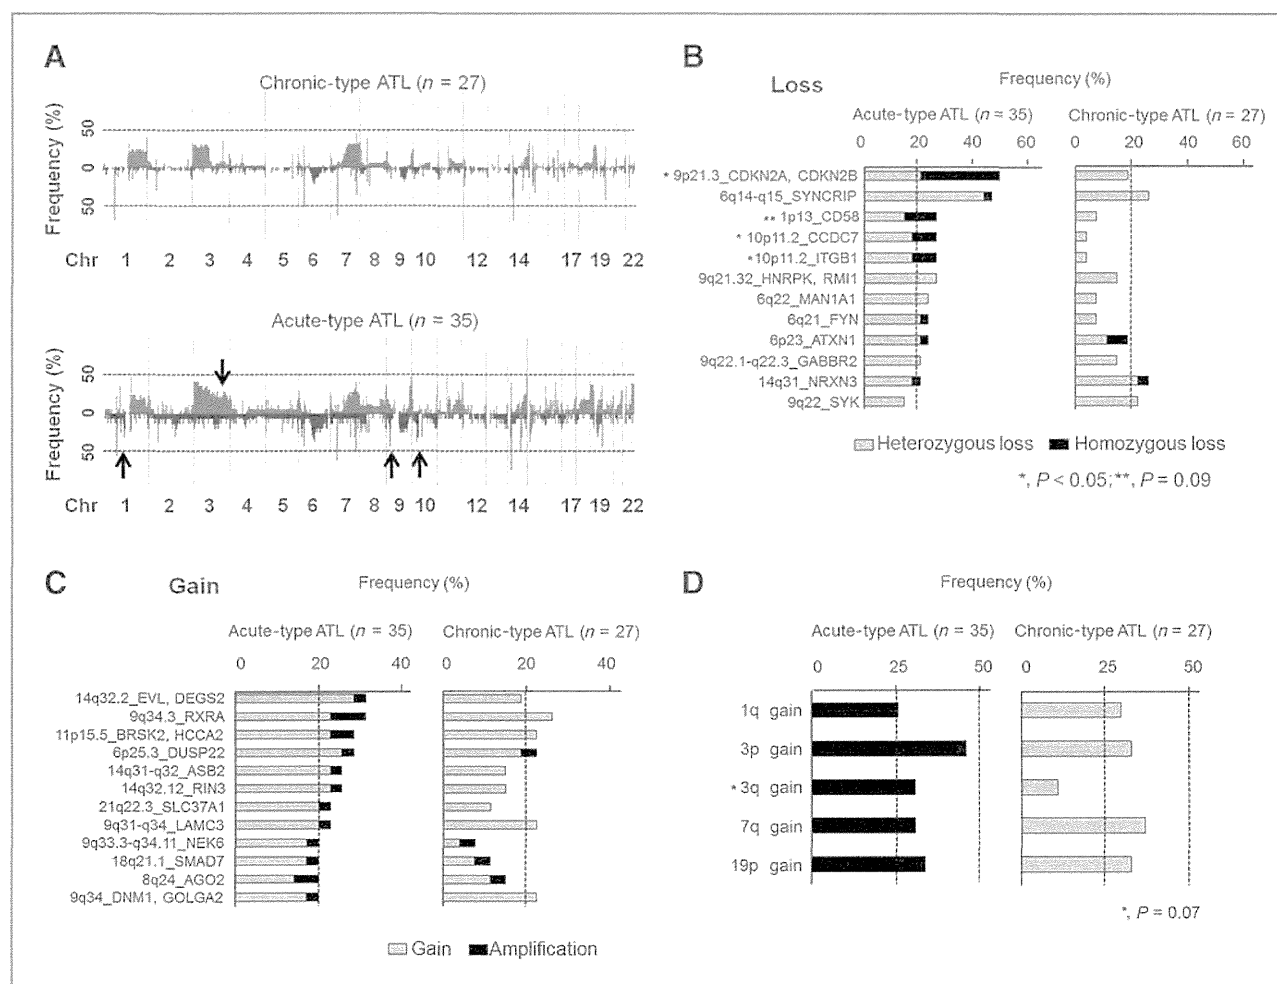 A
Chronic-type ATL (n = 27)
Frequency (%)
50
0
50
Chr 1 2 3 4 5 6 7 8 9 10 12 14 17 19 22
Acute-type ATL (n = 35)
Frequency (%)
50
0
50
Chr 1 2 3 4 5 6 7 8 9 10 12 14 17 19 22
B
Loss
Frequency (%)
Acute-type ATL (n = 35) Chronic-type ATL (n = 27)
0 20 40 60 0 20 40 60
* 9p21.3_CDKN2A, CDKN2B
6q14-q15_SYNCRIP
** 1p13_CD58
* 10p11.2_CCDC7
*10p11.2_ITGB1
9q21.32_HNRPK, RMI1
6q22_MAN1A1
6q21_FYN
6p23_ATXN1
9q22.1-q22.3_GABBR2
14q31_NRXN3
9q22_SYK
Heterozygous loss Homozygous loss
*, P < 0.05;**, P = 0.09
C
Gain
Frequency (%)
Acute-type ATL (n = 35) Chronic-type ATL (n = 27)
0 20 40 0 20 40
14q32.2_EVL, DEGS2
9q34.3_RXRA
11p15.5_BRSK2, HCCA2
6p25.3_DUSP22
14q31-q32_ASB2
14q32.12_RIN3
21q22.3_SLC37A1
9q31-q34_LAMC3
9q33.3-q34.11_NEK6
18q21.1_SMAD7
8q24_AGO2
9q34_DNM1, GOLGA2
Gain Amplification
D
Frequency (%)
Acute-type ATL (n = 35) Chronic-type ATL (n = 27)
0 25 50 0 25 50
1q gain
3p gain
* 3q gain
7q gain
19p gain
*, P = 0.07